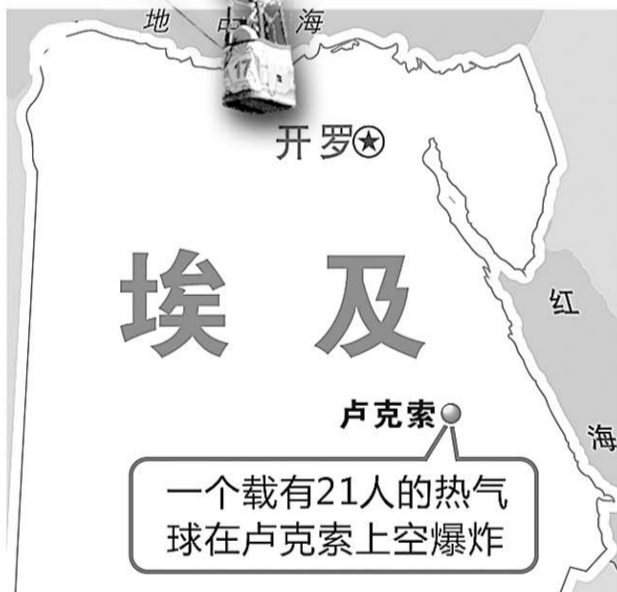 地中海
17
开罗
埃及
红
海
卢克索
一个载有21人的热气
球在卢克索上空爆炸